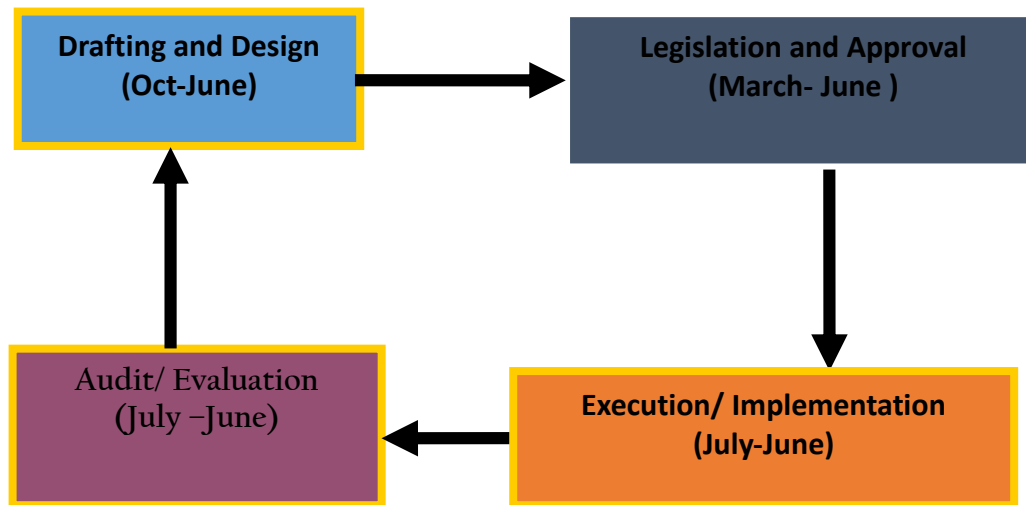 Drafting and Design
(Oct-June)
Legislation and Approval
(March- June )
Audit/ Evaluation
(July –June)
Execution/ Implementation
(July-June)